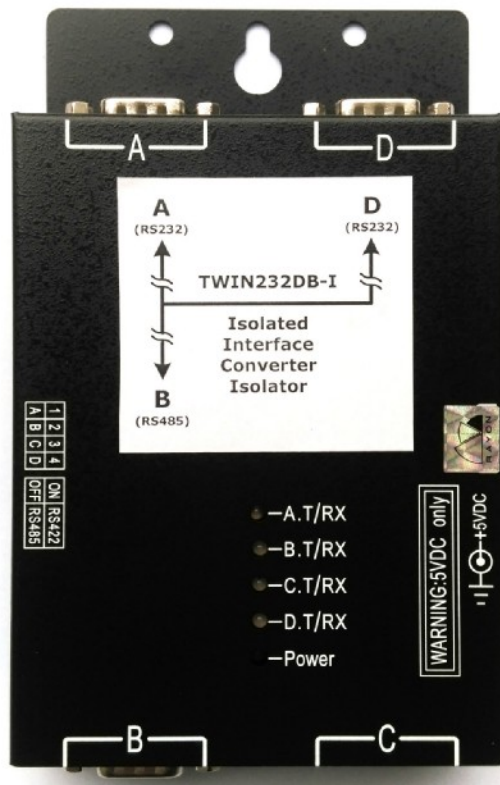 A
D
A
(RS232)
D
(RS232)
TWIN232DB-I
Isolated
Interface
Converter
Isolator
B
(RS485)
1 2 3 4
A B C D
ON RS422
OFF RS485
RAYON
+5VDC
WARNING:5VDC only
A.T/RX
B.T/RX
C.T/RX
D.T/RX
Power
B
C